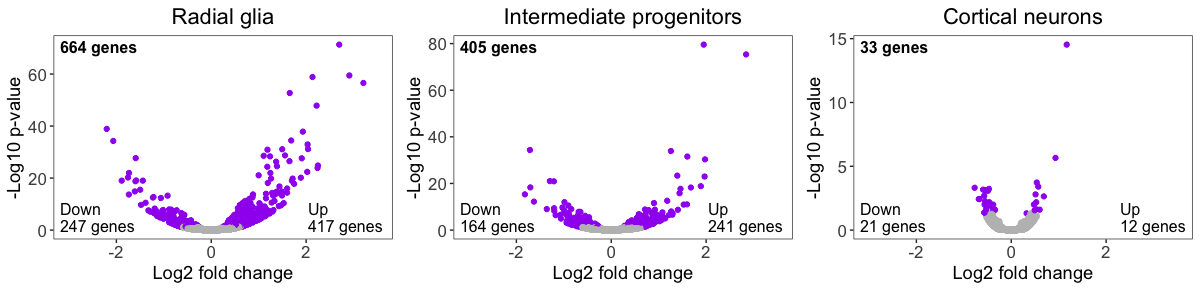 Radial glia
664 genes
60
40
20
0
-Log10 p-value
Down
247 genes
Up
417 genes
-2
0
2
Log2 fold change
Intermediate progenitors
405 genes
80
60
40
20
0
-Log10 p-value
Down
164 genes
Up
241 genes
-2
0
2
Log2 fold change
Cortical neurons
33 genes
15
10
5
0
-Log10 p-value
Down
21 genes
Up
12 genes
-2
0
2
Log2 fold change